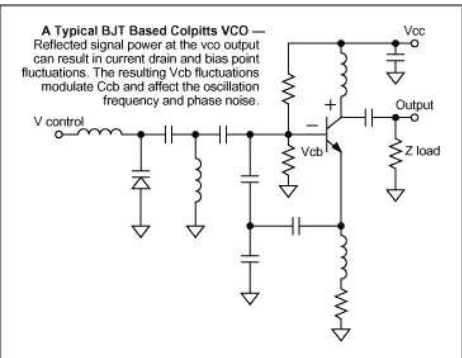 A Typical BJT Based Colpitts VCO —
Reflected signal power at the vco output
can result in current drain and bias point
fluctuations. The resulting Vcb fluctuations
modulate Ccb and affect the oscillation
frequency and phase noise.
Vcc
+
Output
V control
−
Vcb
Z load